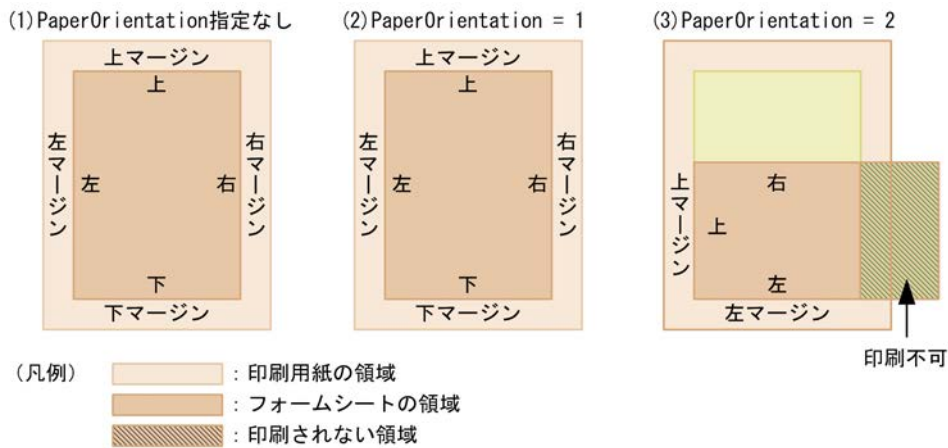 (1)PaperOrientation指定なし
上マージン
上
左マージン
左
右
右マージン
下
下マージン
(2)PaperOrientation = 1
上マージン
上
左マージン
左
右
右マージン
下
下マージン
(3)PaperOrientation = 2
上マージン
右
上
左
左マージン
印刷不可
(凡例)
：印刷用紙の領域
：フォームシートの領域
：印刷されない領域